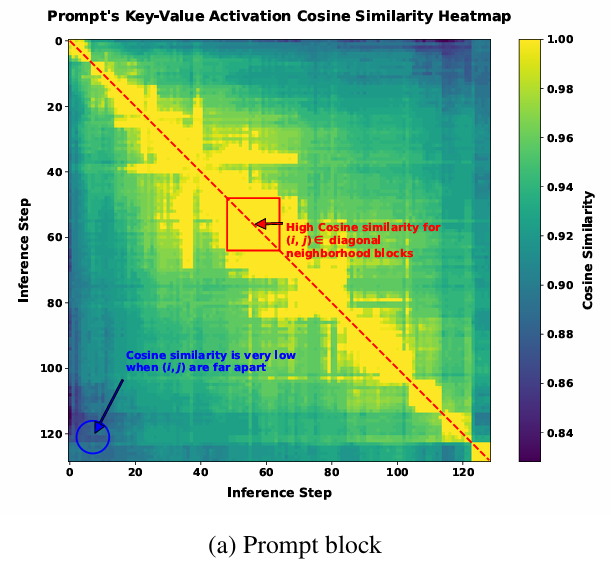 Prompt's Key-Value Activation Cosine Similarity Heatmap
0
20
40
60
80
100
120
Inference Step
High Cosine similarity for
(i, j) ∈ diagonal
neighborhood blocks
Cosine similarity is very low
when (i, j) are far apart
0 20 40 60 80 100 120
Inference Step
1.00
0.98
0.96
0.94
0.92
0.90
0.88
0.86
0.84
Cosine Similarity
(a) Prompt block